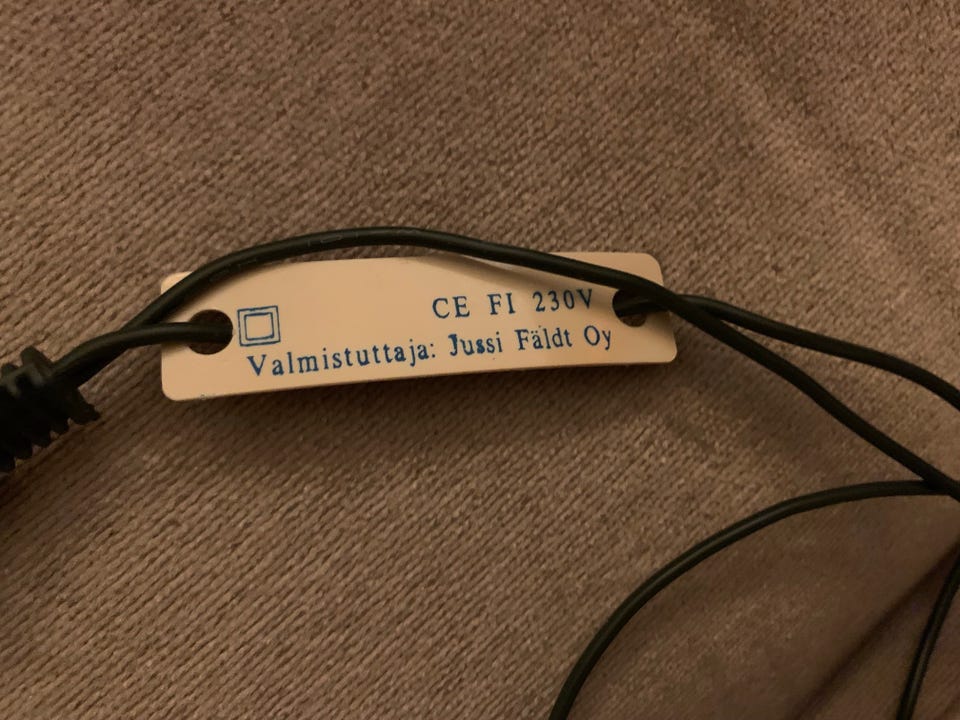 CE FI 230V
Valmistuttaja: Jussi Fäldt Oy